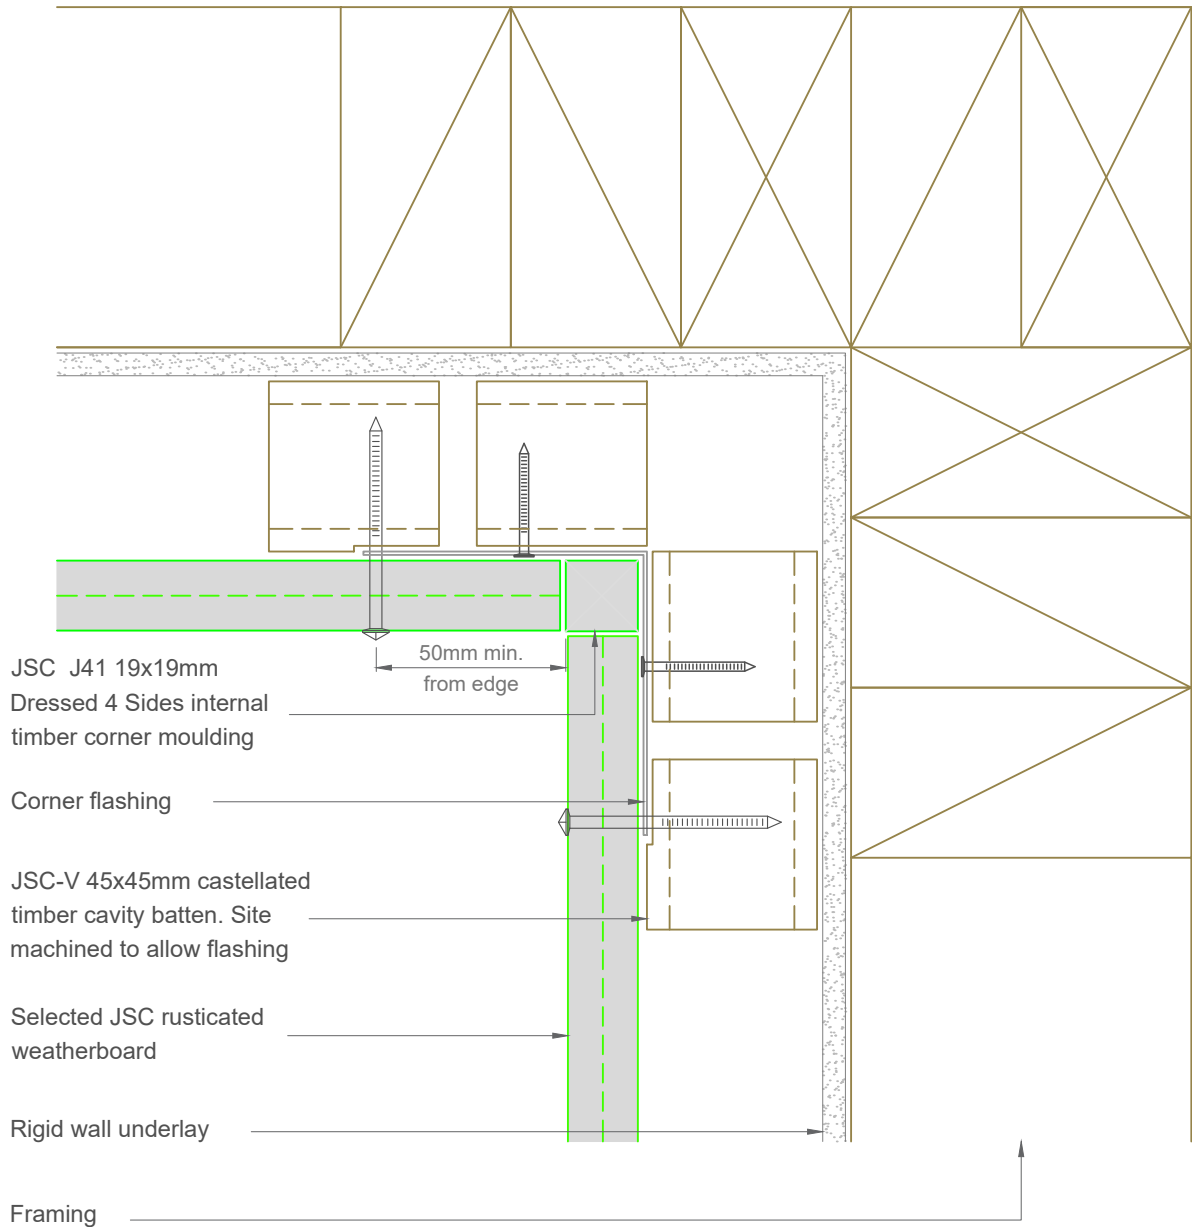 50mm min.
from edge
JSC J41 19x19mm
Dressed 4 Sides internal
timber corner moulding
Corner flashing
JSC-V 45x45mm castellated
timber cavity batten. Site
machined to allow flashing
Selected JSC rusticated
weatherboard
Rigid wall underlay
Framing